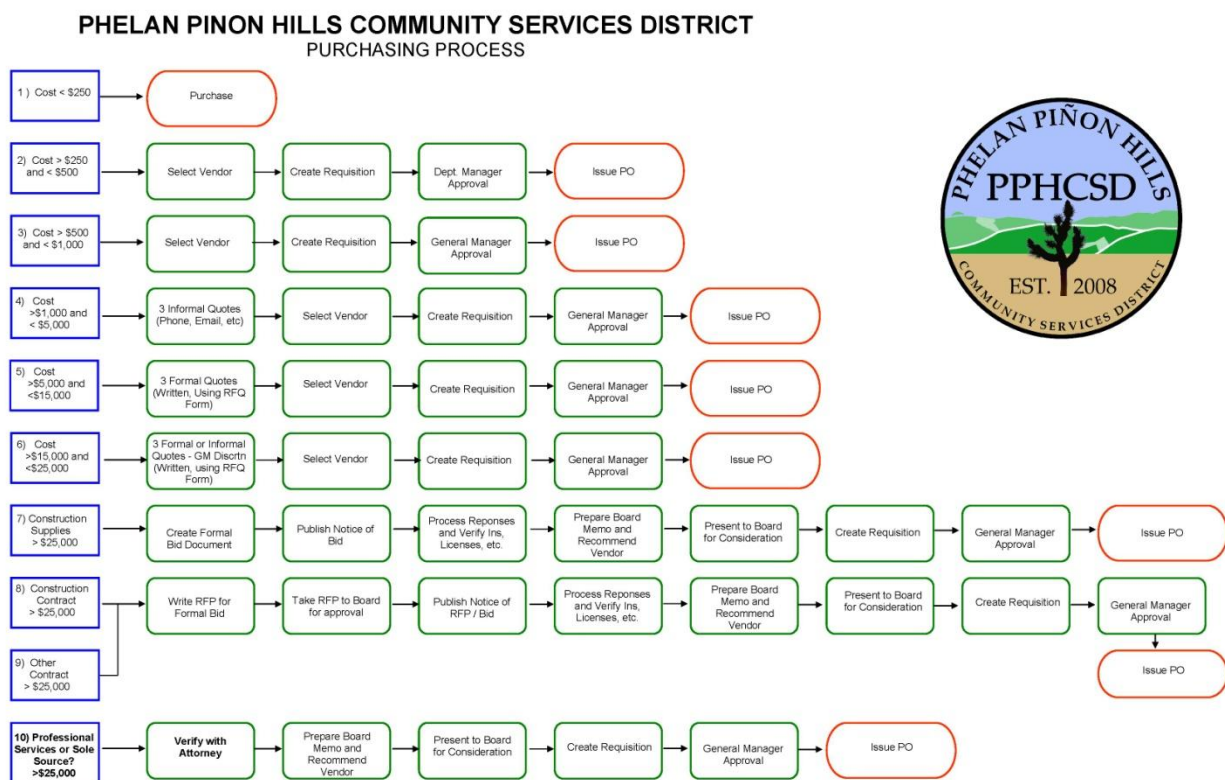 PHELAN PINON HILLS COMMUNITY SERVICES DISTRICT
PURCHASING PROCESS
1 ) Cost < $250
Purchase
2) Cost > $250
and < $500
Select Vendor
Create Requisition
Dept. Manager
Approval
Issue PO
3) Cost > $500
and < $1,000
Select Vendor
Create Requisition
General Manager
Approval
Issue PO
4) Cost
>$1,000 and
< $5,000
3 Informal Quotes
(Phone, Email, etc)
Select Vendor
Create Requisition
General Manager
Approval
Issue PO
5) Cost
>$5,000 and
<$15,000
3 Formal Quotes
(Written, Using RFQ
Form)
Select Vendor
Create Requisition
General Manager
Approval
Issue PO
6) Cost
>$15,000 and
<$25,000
3 Formal or Informal
Quotes - GM Discrtn
(Written, using RFQ
Form)
Select Vendor
Create Requisition
General Manager
Approval
Issue PO
7) Construction
Supplies
> $25,000
Create Formal
Bid Document
Publish Notice of
Bid
Process Reponses
and Verify Ins,
Licenses, etc.
Prepare Board
Memo and
Recommend
Vendor
Present to Board
for Consideration
Create Requisition
General Manager
Approval
Issue PO
8) Construction
Contract
> $25,000
Write RFP for
Formal Bid
Take RFP to Board
for approval
Publish Notice of
RFP / Bid
Process Reponses
and Verify Ins,
Licenses, etc.
Prepare Board
Memo and
Recommend
Vendor
Present to Board
for Consideration
Create Requisition
General Manager
Approval
Issue PO
9) Other
Contract
> $25,000
10) Professional
Services or Sole
Source?
>$25,000
Verify with
Attorney
Prepare Board
Memo and
Recommend
Vendor
Present to Board
for Consideration
Create Requisition
General Manager
Approval
Issue PO
PHELAN PIÑON HILLS
PPHCSD
EST. 2008
COMMUNITY SERVICES DISTRICT